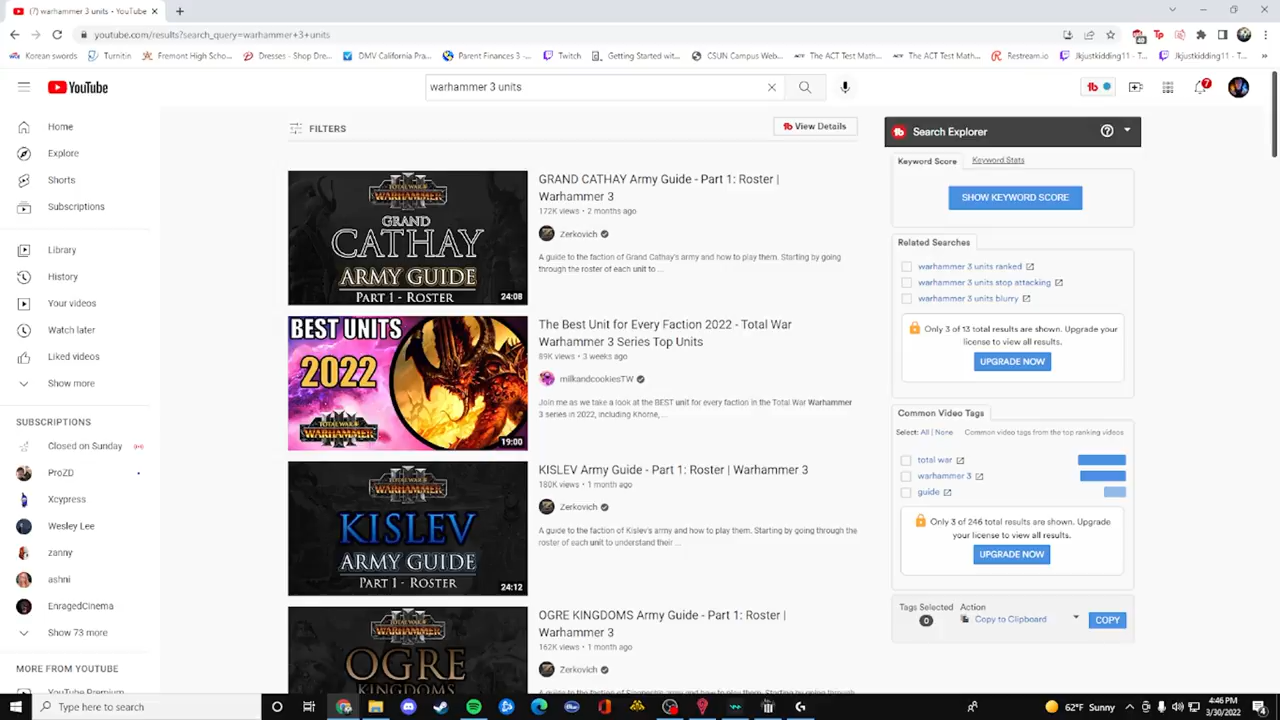 (7) warhammer 3 units - YouTube
youtube.com/results?search_query=warhammer+3+units
Korean swords
Turnitin
Fremont High Scho...
Dresses - Shop Dre...
DMV California Pra...
Parent Finances 3 -...
Twitch
Getting Started wit...
CSUN Campus Web...
The ACT Test Math...
The ACT Test Math...
Restream.io
Jkjustkidding11 - T...
Jkjustkidding11 - T...
YouTube
warhammer 3 units
7
Home
Explore
Shorts
Subscriptions
Library
History
Your videos
Watch later
Liked videos
Show more
SUBSCRIPTIONS
Closed on Sunday
ProZD
Xcypress
Wesley Lee
zanny
ashni
EnragedCinema
Show 73 more
MORE FROM YOUTUBE
YouTube Premium
FILTERS
View Details
TOTAL WAR
WARHAMMER
GRAND
CATHAY
ARMY GUIDE
PART 1 - ROSTER
24:08
GRAND CATHAY Army Guide - Part 1: Roster |
Warhammer 3
172K views • 2 months ago
Zerkovich
A guide to the faction of Grand Cathay's army and how to play them. Starting by going
through the roster of each unit to ...
BEST UNITS
2022
TOTAL WAR
WARHAMMER
19:00
The Best Unit for Every Faction 2022 - Total War
Warhammer 3 Series Top Units
89K views • 3 weeks ago
milkandcookiesTW
Join me as we take a look at the BEST unit for every faction in the Total War Warhammer
3 series in 2022, including Khorne, ...
TOTAL WAR
WARHAMMER
KISLEV
ARMY GUIDE
PART 1 - ROSTER
24:12
KISLEV Army Guide - Part 1: Roster | Warhammer 3
180K views • 1 month ago
Zerkovich
A guide to the faction of Kislev's army and how to play them. Starting by going through the
roster of each unit to understand their ...
TOTAL WAR
WARHAMMER
OGRE
KINGDOMS
OGRE KINGDOMS Army Guide - Part 1: Roster |
Warhammer 3
162K views • 1 month ago
Zerkovich
Search Explorer
Keyword Score
Keyword Stats
SHOW KEYWORD SCORE
Related Searches
warhammer 3 units ranked
warhammer 3 units stop attacking
warhammer 3 units blurry
Only 3 of 13 total results are shown. Upgrade your
license to view all results.
UPGRADE NOW
Common Video Tags
Select: All | None Common video tags from the top ranking videos
total war
warhammer 3
guide
Only 3 of 246 total results are shown. Upgrade
your license to view all results.
UPGRADE NOW
Tags Selected
0
Action
Copy to Clipboard
COPY
Type here to search
62°F Sunny
4:46 PM
3/30/2022
4